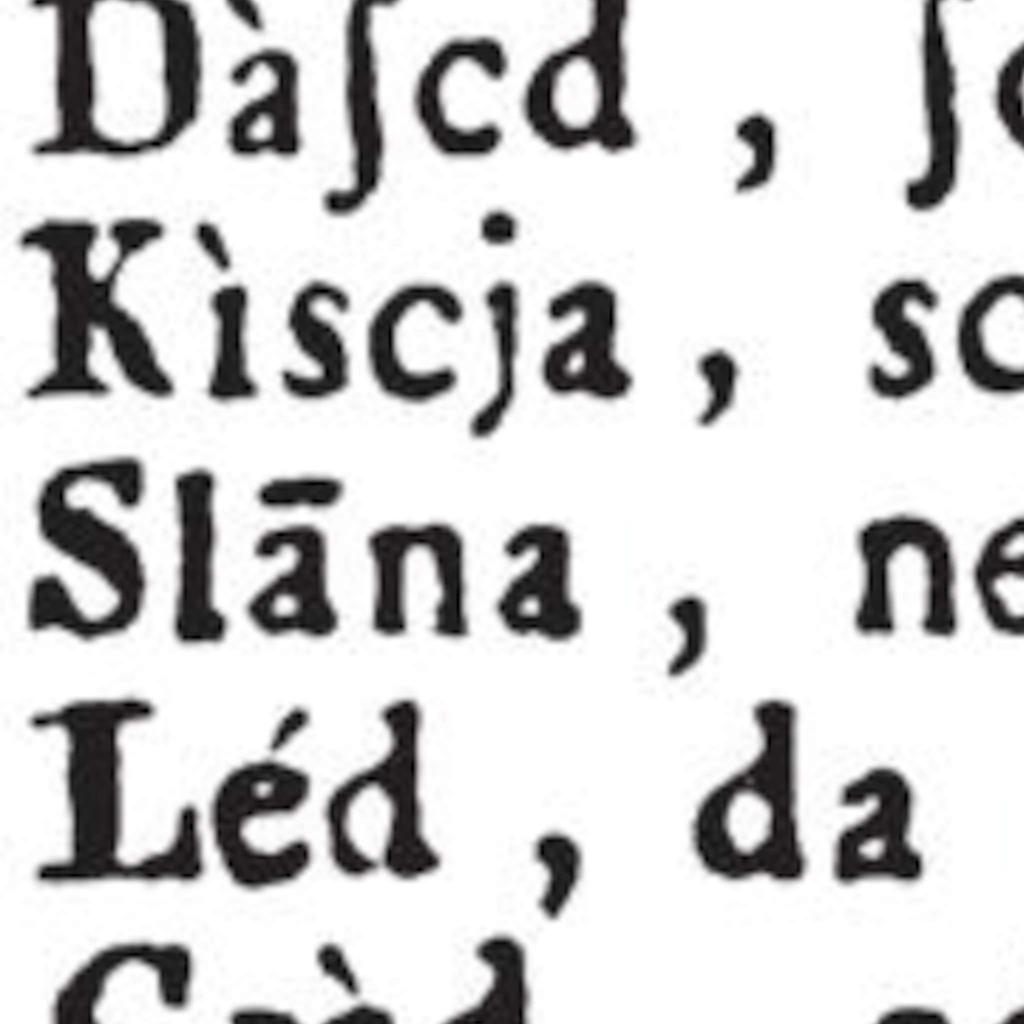 Dàſcd ,
Kìscja , sc
Slāna , ne
Léd , da